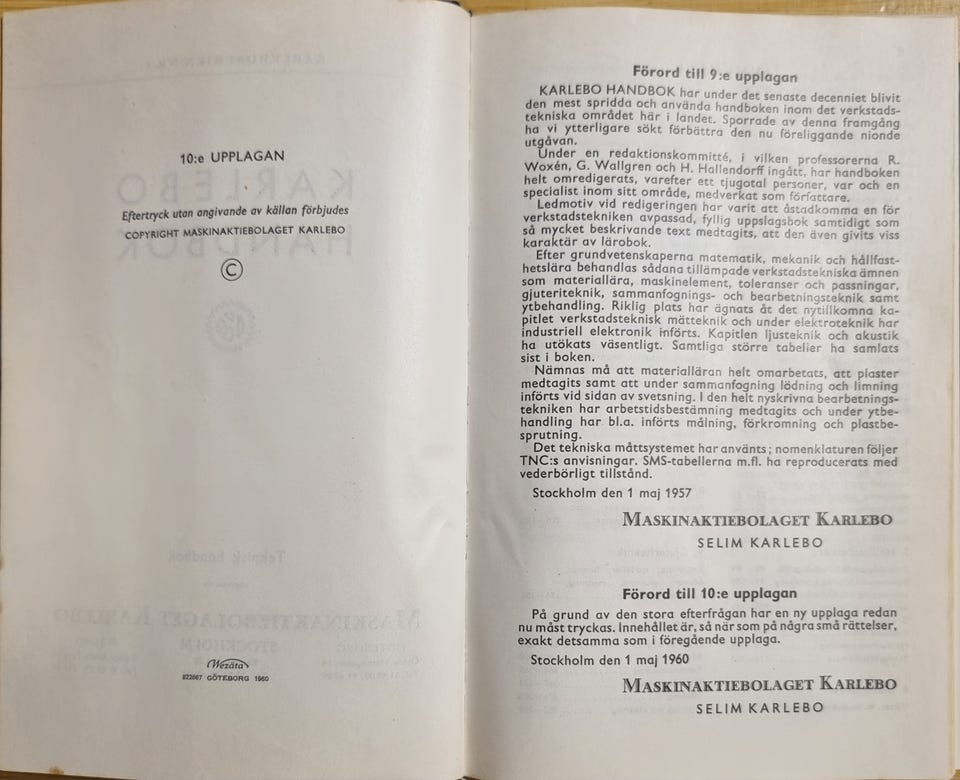 10:e UPPLAGAN
Eftertryck utan angivande av källan förbjudes
COPYRIGHT MASKINAKTIEBOLAGET KARLEBO
©
Wezäta
822067 GÖTEBORG 1960
Förord till 9:e upplagan
KARLEBO HANDBOK har under det senaste decenniet blivit
den mest spridda och använda handboken inom det verkstads-
tekniska området här i landet. Sporrade av denna framgång
ha vi ytterligare sökt förbättra den nu föreliggande nionde
utgåvan.
Under en redaktionskommitté, i vilken professorerna R.
Woxén, G. Wallgren och H. Hallendorff ingått, har handboken
helt omredigerats, varefter ett tjugotal personer, var och en
specialist inom sitt område, medverkat som författare.
Ledmotiv vid redigeringen har varit att åstadkomma en för
verkstadstekniken avpassad, fyllig uppslagsbok samtidigt som
så mycket beskrivande text medtagits, att den även givits viss
karaktär av lärobok.
Efter grundvetenskaperna matematik, mekanik och hållfast-
hetslära behandlas sådana tillämpade verkstadstekniska ämnen
som materiallära, maskinelement, toleranser och passningar,
gjuteriteknik, sammanfognings- och bearbetningsteknik samt
ytbehandling. Riklig plats har ägnats åt det nytillkomna ka-
pitlet verkstadsteknisk mätteknik och under elektroteknik har
industriell elektronik införts. Kapitlen ljusteknik och akustik
ha utökats väsentligt. Samtliga större tabeller ha samlats
sist i boken.
Nämnas må att materialläran helt omarbetats, att plaster
medtagits samt att under sammanfogning lödning och limning
införts vid sidan av svetsning. I den helt nyskrivna bearbetnings-
tekniken har arbetstidsbestämning medtagits och under ytbe-
handling har bl.a. införts målning, förkromning och plastbe-
sprutning.
Det tekniska måttsystemet har använts; nomenklaturen följer
TNC:s anvisningar. SMS-tabellerna m.fl. ha reproducerats med
vederbörligt tillstånd.
Stockholm den 1 maj 1957
MASKINAKTIEBOLAGET KARLEBO
SELIM KARLEBO
Förord till 10:e upplagan
På grund av den stora efterfrågan har en ny upplaga redan
nu måst tryckas. Innehållet är, så när som på några små rättelser,
exakt detsamma som i föregående upplaga.
Stockholm den 1 maj 1960
MASKINAKTIEBOLAGET KARLEBO
SELIM KARLEBO